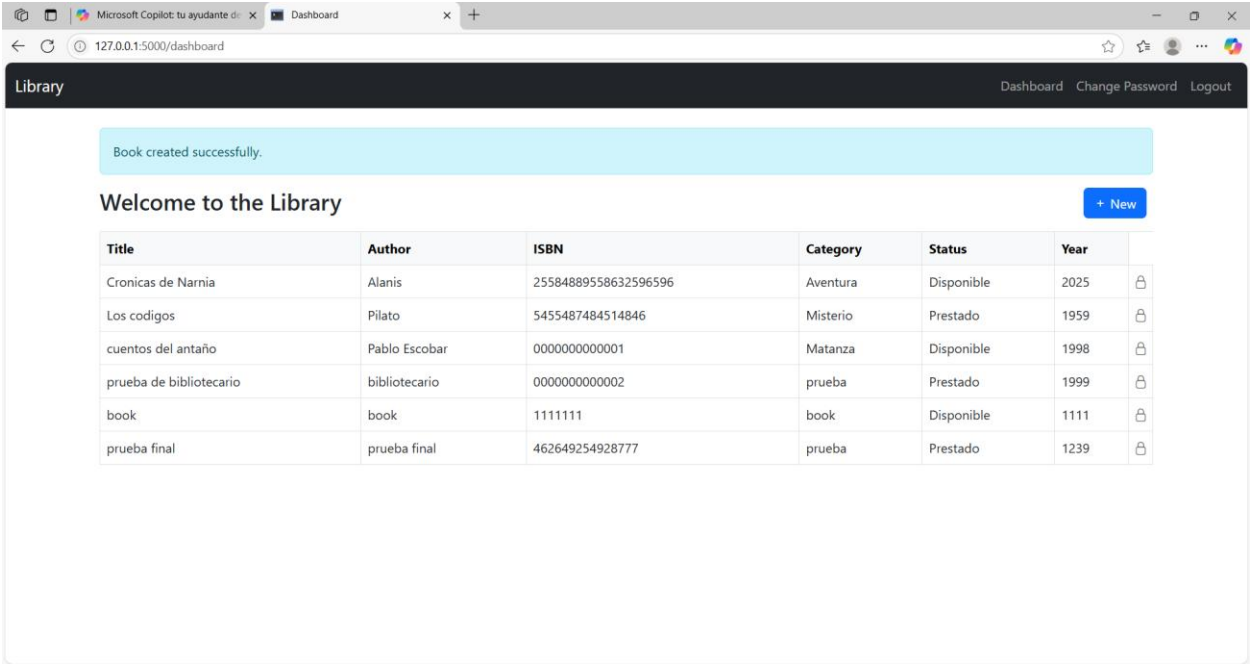 Microsoft Copilot: tu ayudante de
Dashboard
127.0.0.1:5000/dashboard
Library Dashboard Change Password Logout
Book created successfully.
Welcome to the Library + New
Title Author ISBN Category Status Year
Cronicas de Narnia Alanis 25584889558632596596 Aventura Disponible 2025
Los codigos Pilato 5455487484514846 Misterio Prestado 1959
cuentos del antaño Pablo Escobar 0000000000001 Matanza Disponible 1998
prueba de bibliotecario bibliotecario 0000000000002 prueba Prestado 1999
book book 1111111 book Disponible 1111
prueba final prueba final 462649254928777 prueba Prestado 1239